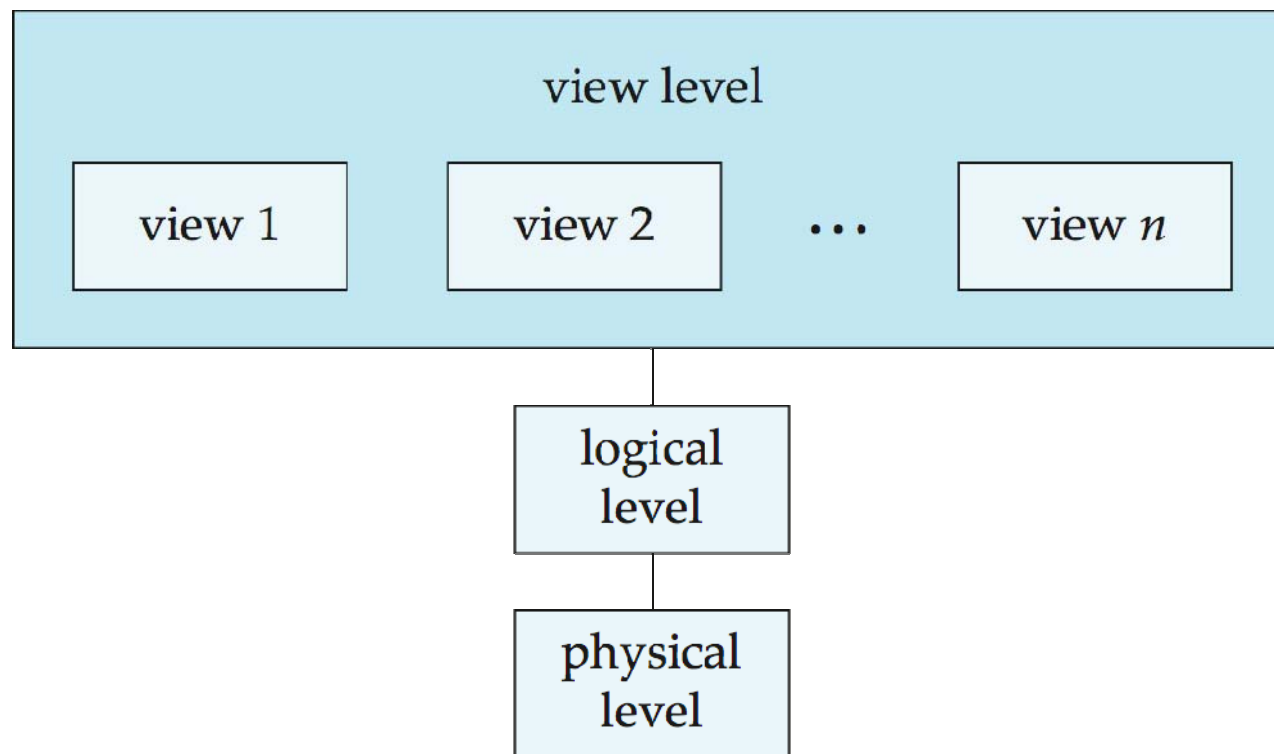 view level
view 1
view 2
...
view n
logical
level
physical
level